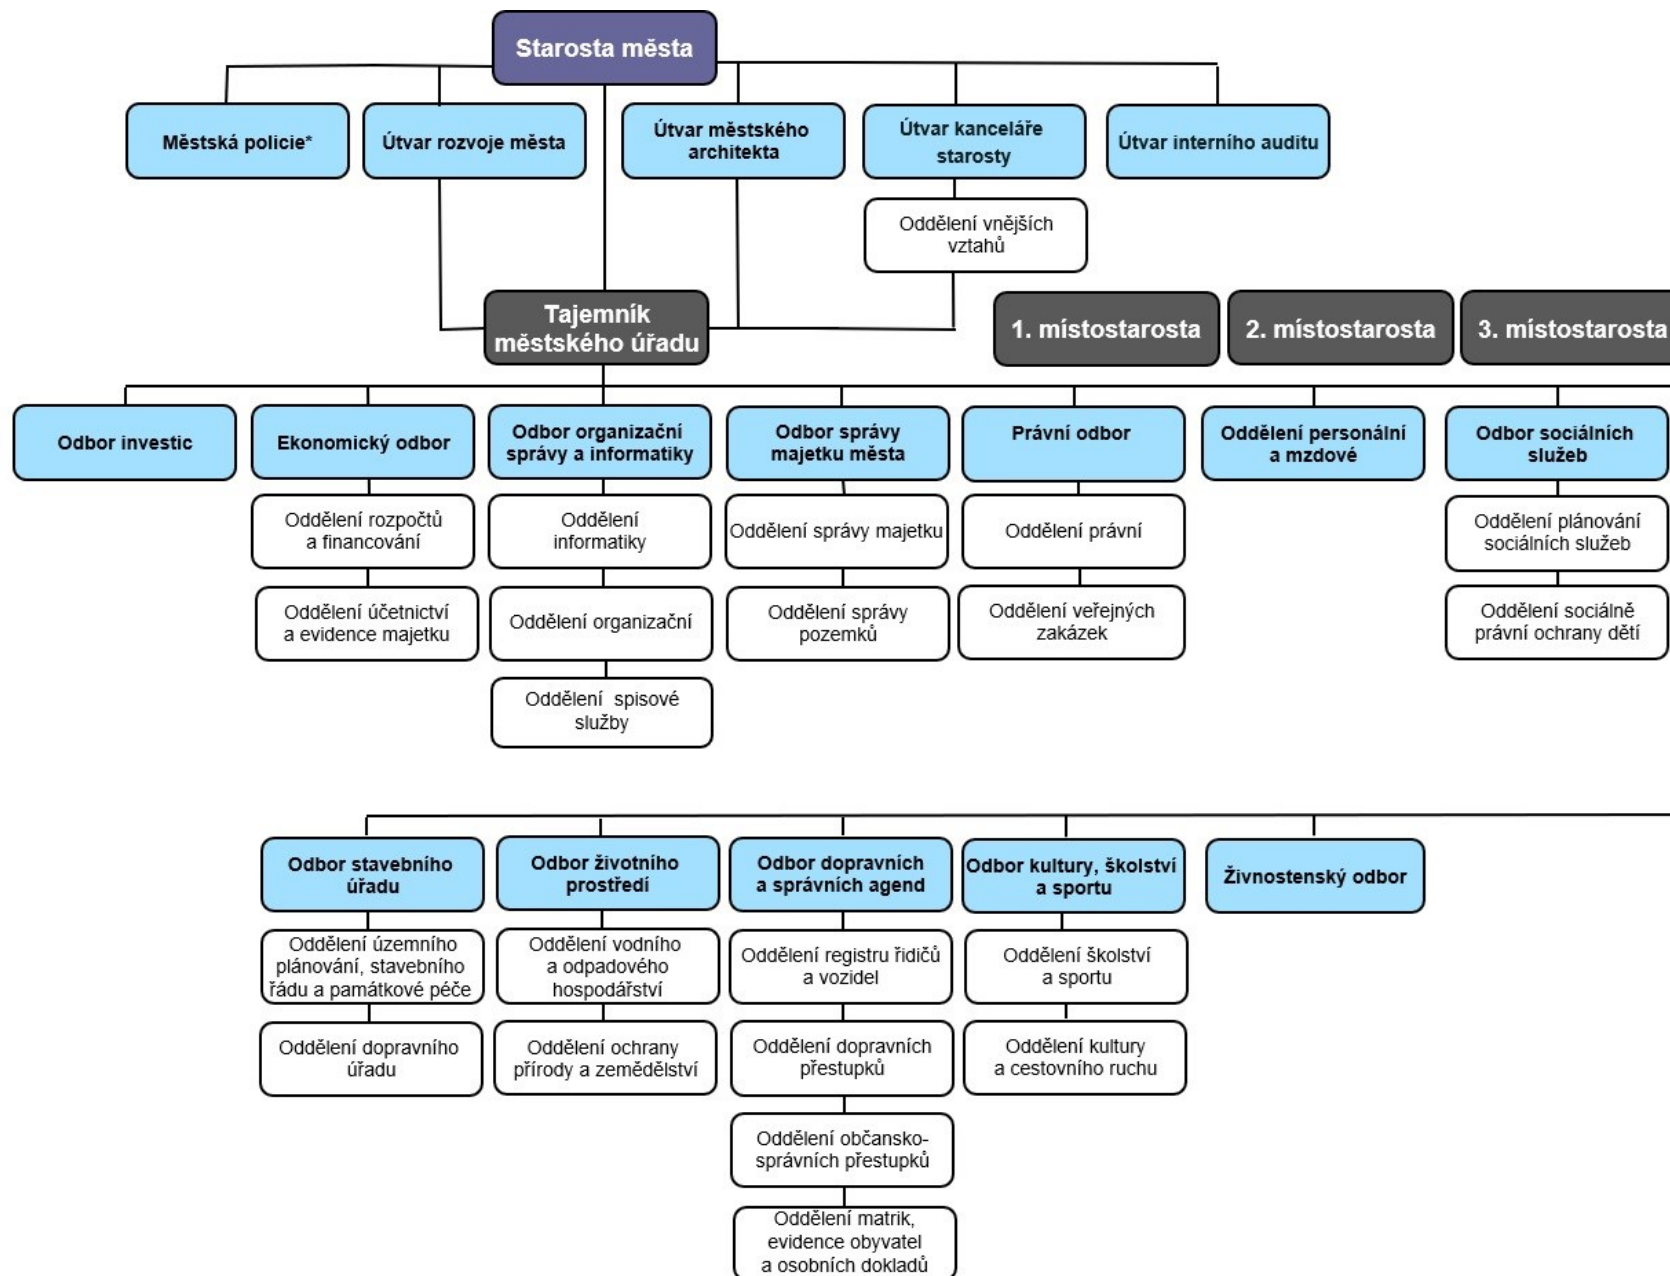 Starosta města
Městská policie*
Útvar rozvoje města
Útvar městského
architekta
Útvar kanceláře
starosty
Útvar interního auditu
Oddělení vnějších
vztahů
Tajemník
městského úřadu
1. místostarosta
2. místostarosta
3. místostarosta
Odbor investic
Ekonomický odbor
Odbor organizační
správy a informatiky
Odbor správy
majetku města
Právní odbor
Oddělení personální
a mzdové
Odbor sociálních
služeb
Oddělení rozpočtů
a financování
Oddělení
informatiky
Oddělení správy majetku
Oddělení právní
Oddělení plánování
sociálních služeb
Oddělení účetnictví
a evidence majetku
Oddělení organizační
Oddělení správy
pozemků
Oddělení veřejných
zakázek
Oddělení sociálně
právní ochrany dětí
Oddělení spisové
služby
Odbor stavebního
úřadu
Odbor životního
prostředí
Odbor dopravních
a správních agend
Odbor kultury, školství
a sportu
Živnostenský odbor
Oddělení územního
plánování, stavebního
řádu a památkové péče
Oddělení vodního
a odpadového
hospodářství
Oddělení registru řidičů
a vozidel
Oddělení školství
a sportu
Oddělení dopravního
úřadu
Oddělení ochrany
přírody a zemědělství
Oddělení dopravních
přestupků
Oddělení kultury
a cestovního ruchu
Oddělení občansko-
správních přestupků
Oddělení matrik,
evidence obyvatel
a osobních dokladů